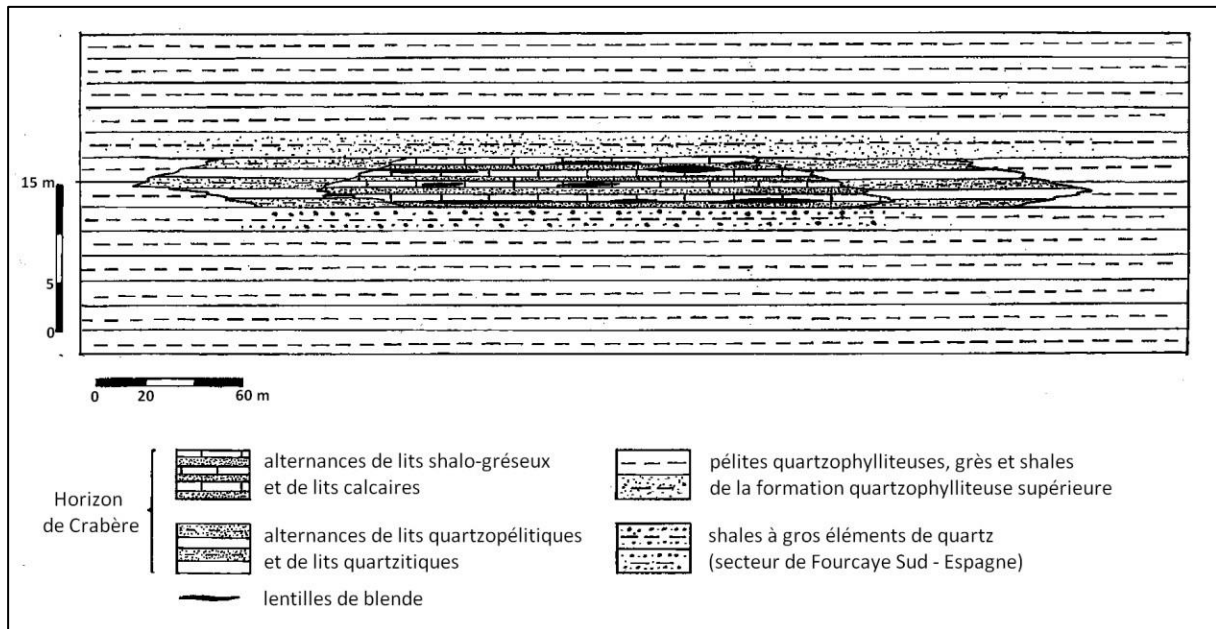 15 m
5
0
0 20 60 m
Horizon
de Crabère
alternances de lits shalo-gréseux
et de lits calcaires
alternances de lits quartzopélitiques
et de lits quartzitiques
lentilles de blende
pélites quartzophylliteuses, grès et shales
de la formation quartzophylliteuse supérieure
shales à gros éléments de quartz
(secteur de Fourcaye Sud - Espagne)